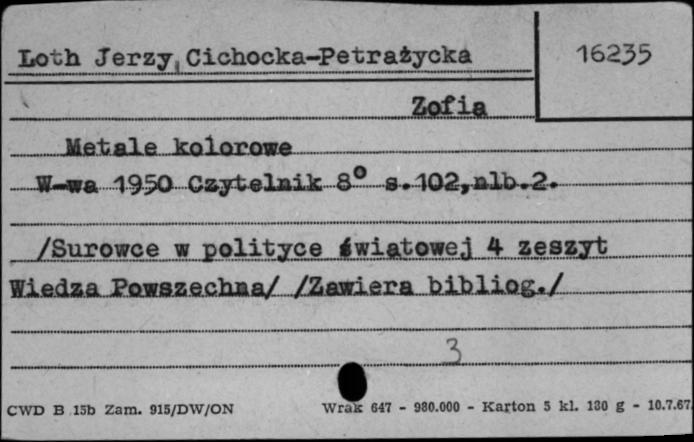 Loth Jerzy, Cichocka-Petrażycka
16235
Zofia
Metale kolorowe
W-wa 1950 Czytelnik 8° s.102,nlb.2.
/Surowce w polityce światowej 4 zeszyt
Wiedza Powszechna/ /Zawiera bibliog./
3
CWD B 15b Zam. 915/DW/ON
Wrak 647 - 980.000 - Karton 5 kl. 180 g - 10.7.67